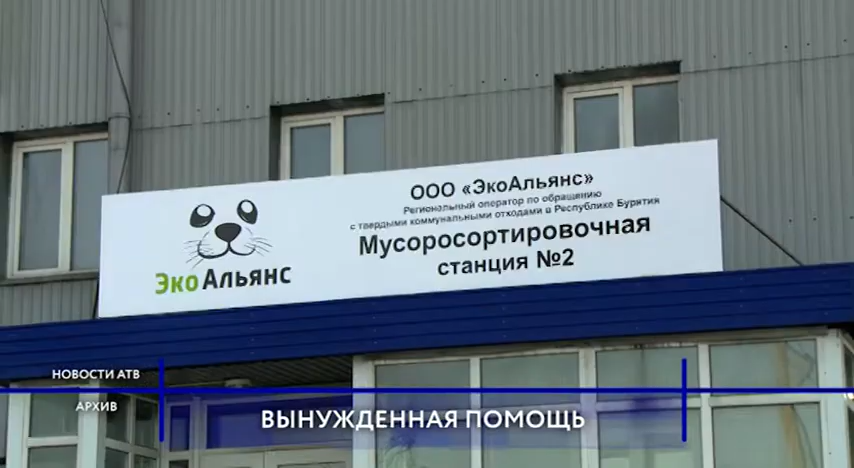 ООО «ЭкоАльянс»
Региональный оператор по обращению
с твердыми коммунальными отходами в Республике Бурятия
Мусоросортировочная
станция №2
ЭкоАльянс
НОВОСТИ АТВ
АРХИВ
ВЫНУЖДЕННАЯ ПОМОЩЬ